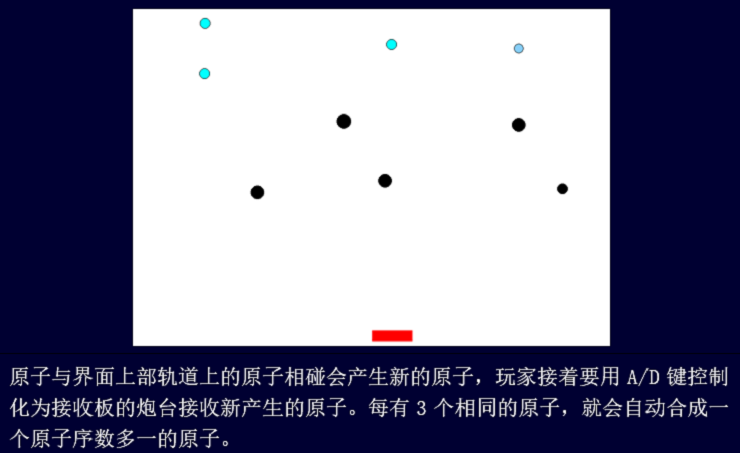 原子与界面上部轨道上的原子相碰会产生新的原子，玩家接着要用 A/D 键控制
化为接收板的炮台接收新产生的原子。每有 3 个相同的原子，就会自动合成一
个原子序数多一的原子。